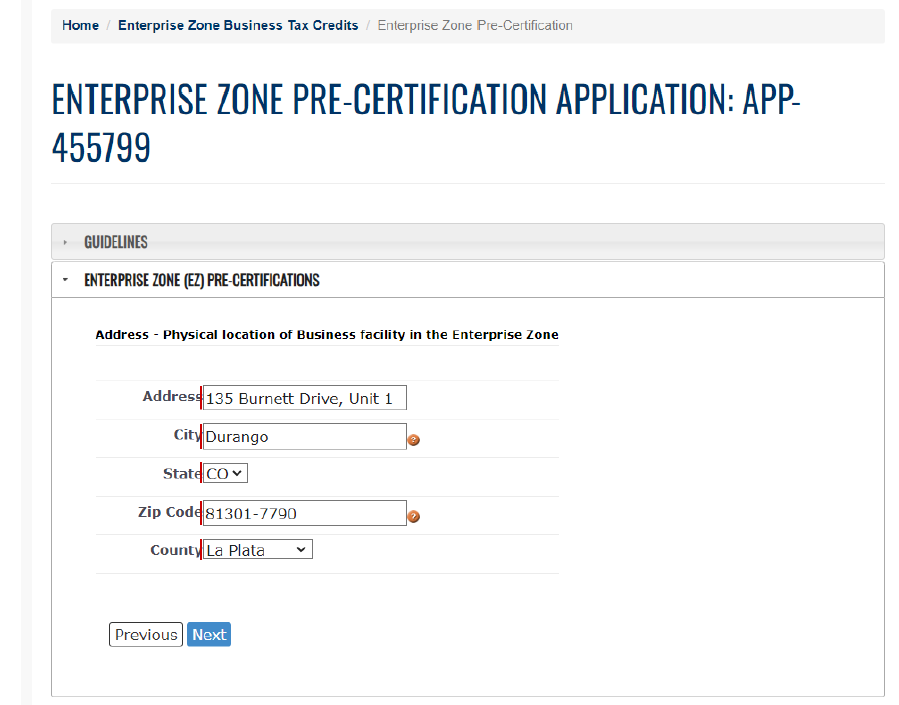 Home / Enterprise Zone Business Tax Credits / Enterprise Zone Pre-Certification
ENTERPRISE ZONE PRE-CERTIFICATION APPLICATION: APP-
455799
GUIDELINES
ENTERPRISE ZONE (EZ) PRE-CERTIFICATIONS
Address - Physical location of Business facility in the Enterprise Zone
Address 135 Burnett Drive, Unit 1
City Durango
State CO
Zip Code 81301-7790
County La Plata
Previous Next